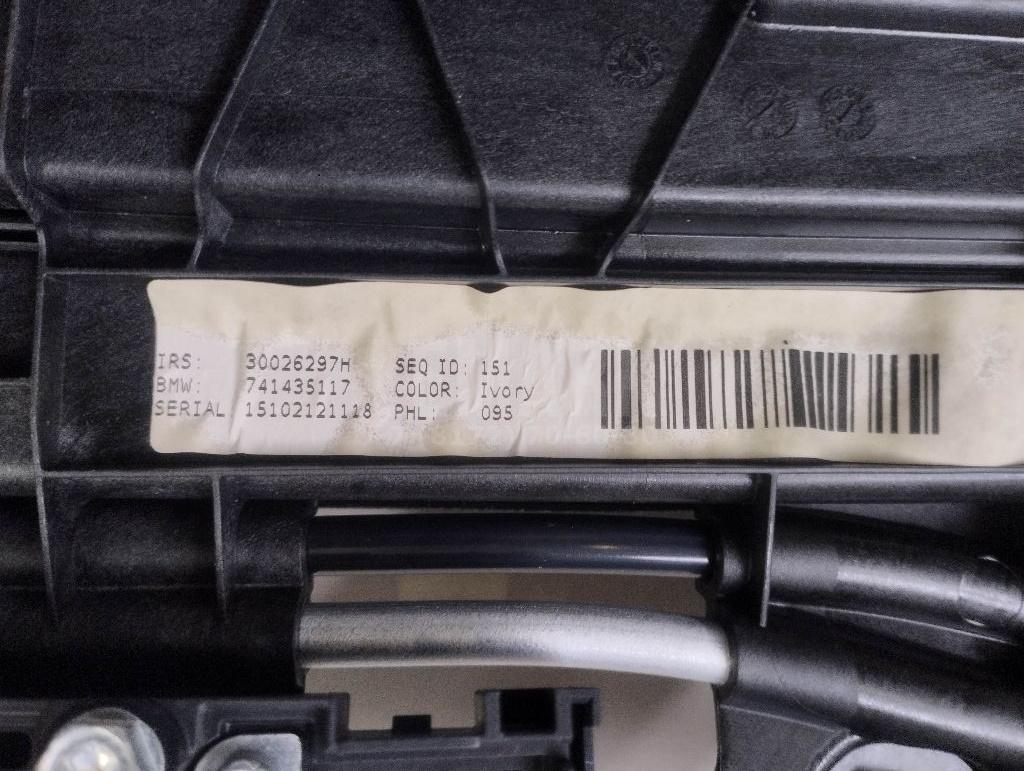 IRS: 30026297H SEQ ID: 151
BMW: 741435117 COLOR: Ivory
SERIAL 15102121118 PHL: 095